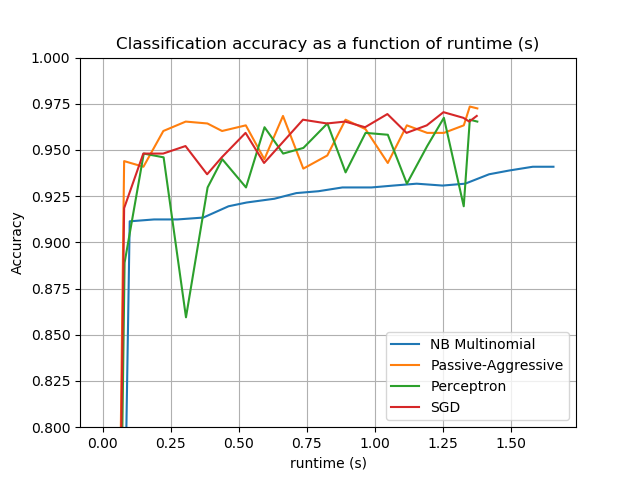 Classification accuracy as a function of runtime (s)
1.000
0.975
0.950
0.925
0.900
0.875
0.850
0.825
0.800
Accuracy
0.00 0.25 0.50 0.75 1.00 1.25 1.50
runtime (s)
NB Multinomial
Passive-Aggressive
Perceptron
SGD